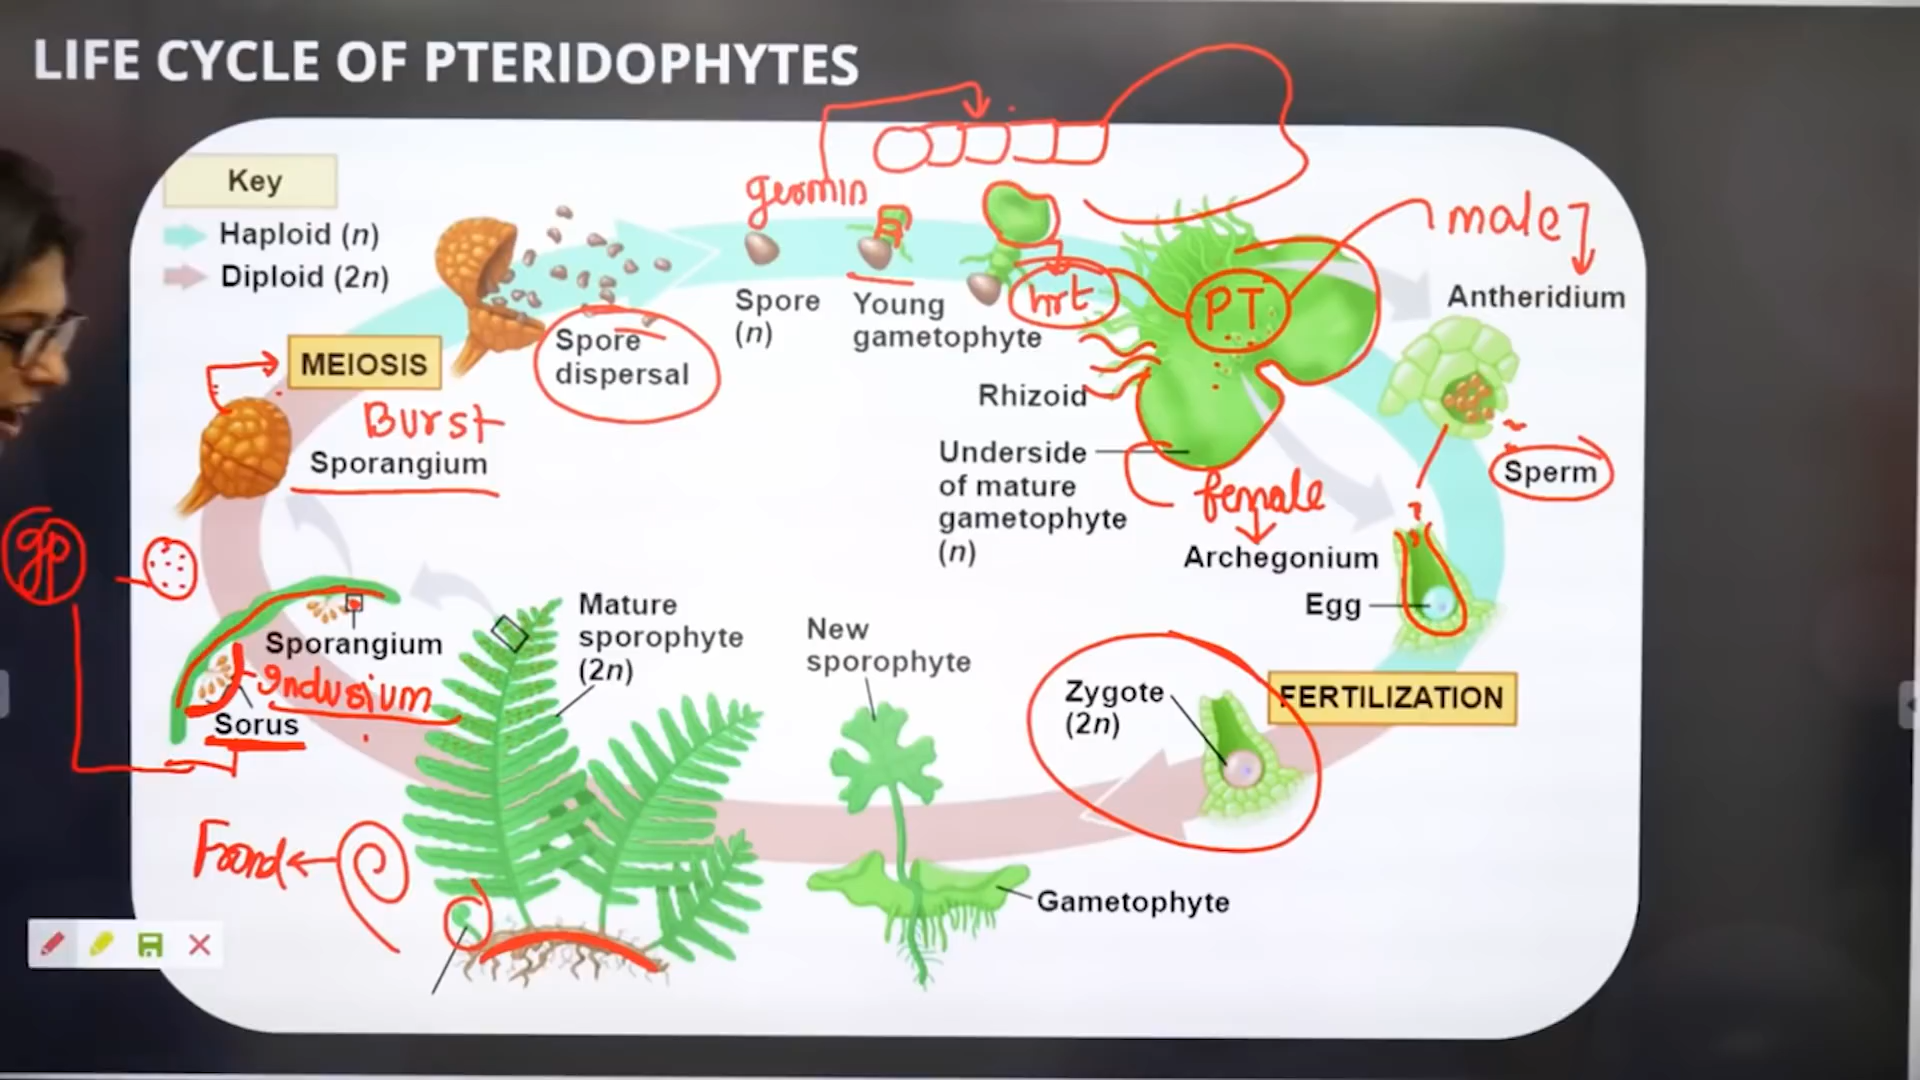 LIFE CYCLE OF PTERIDOPHYTES
Key
Haploid (n)
Diploid (2n)
MEIOSIS
Burst
Sporangium
Spore
dispersal
germin
Spore
(n)
Young
gametophyte
hrt
PT
male
Antheridium
Rhizoid
Underside
of mature
gametophyte
(n)
female
Archegonium
Sperm
Egg
FERTILIZATION
Zygote
(2n)
New
sporophyte
Gametophyte
Mature
sporophyte
(2n)
gp
Sporangium
Indusium
Sorus
Frond